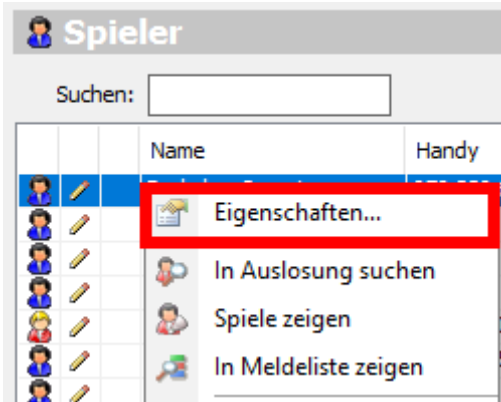 Spieler
Suchen:
Name Handy
Eigenschaften...
In Auslosung suchen
Spiele zeigen
In Meldeliste zeigen